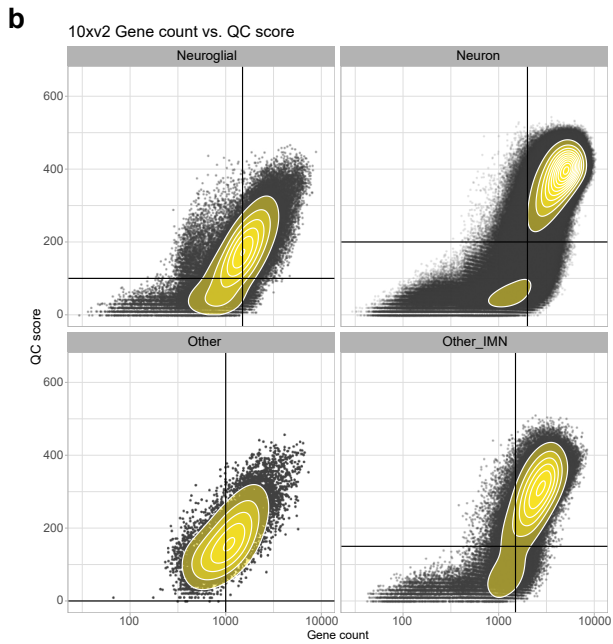 b
10xv2 Gene count vs. QC score
Neuroglial Neuron
600
400
200
0
Other Other_IMN
QC score
600
400
200
0
100 1000 10000 100 1000 10000
Gene count